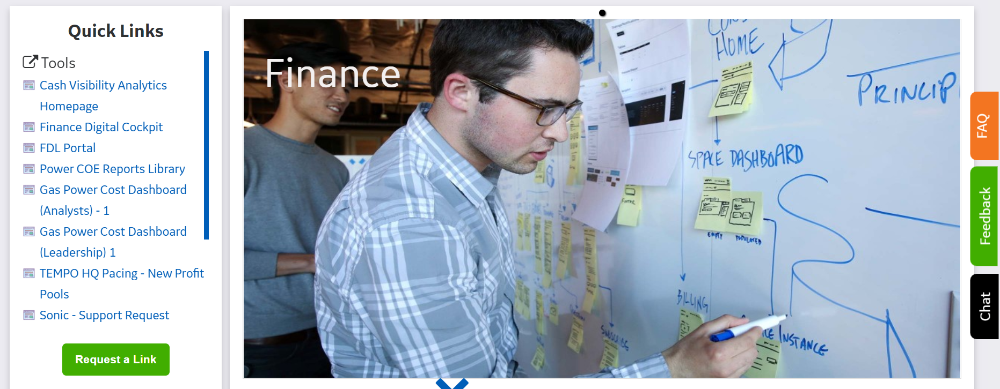 Quick Links
Tools
Cash Visibility Analytics
Homepage
Finance Digital Cockpit
FDL Portal
Power COE Reports Library
Gas Power Cost Dashboard
(Analysts) - 1
Gas Power Cost Dashboard
(Leadership) 1
TEMPO HQ Pacing - New Profit
Pools
Sonic - Support Request
Request a Link
Finance
HOME
PRINCIP
SPACE DASHBOARD
EMPTY POPULATED
BILLING
SUBSCRIBE
INSTANCE
FAQ
Feedback
Chat